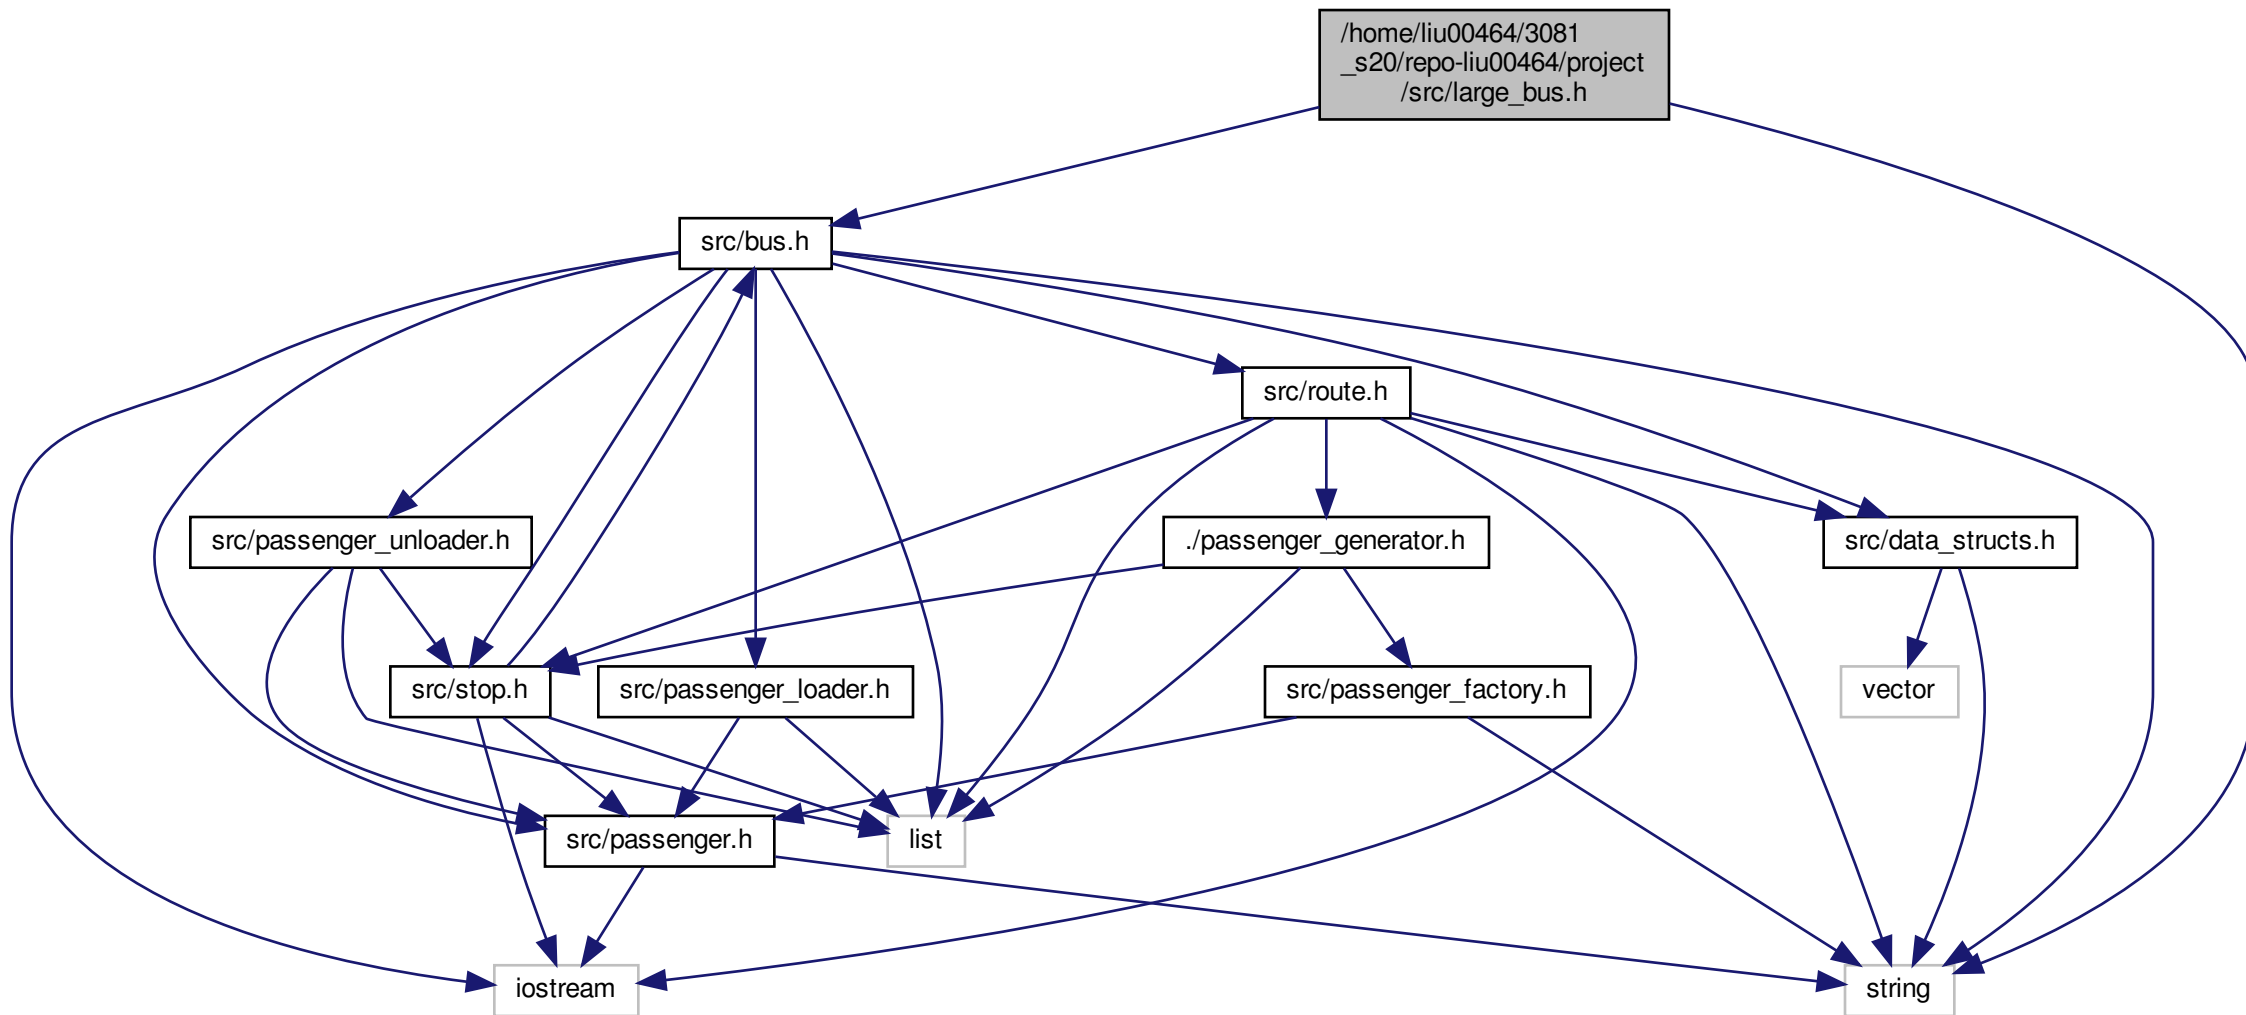 /home/liu00464/3081
_s20/repo-liu00464/project
/src/large_bus.h
src/bus.h
src/route.h
src/passenger_unloader.h
./passenger_generator.h
src/data_structs.h
src/stop.h
src/passenger_loader.h
src/passenger_factory.h
vector
src/passenger.h
list
iostream
string